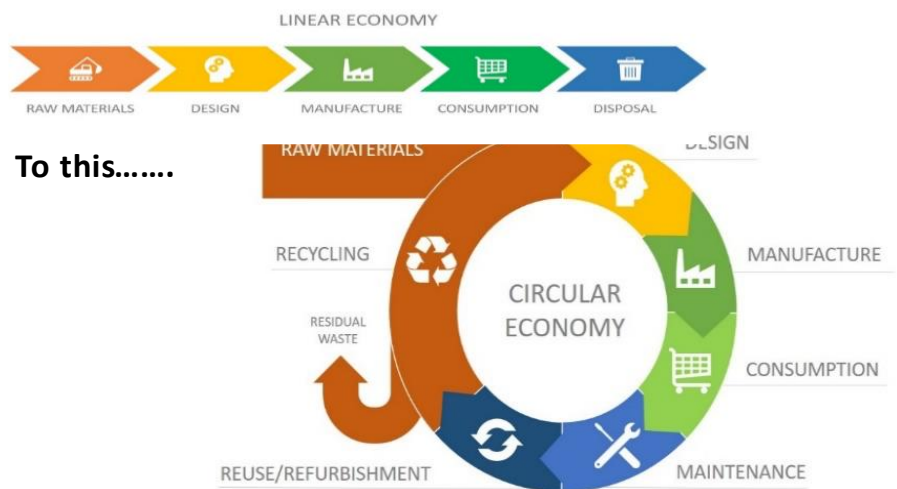 LINEAR ECONOMY
RAW MATERIALS
DESIGN
MANUFACTURE
CONSUMPTION
DISPOSAL
To this.......
RAW MATERIALS
DESIGN
RECYCLING
MANUFACTURE
CIRCULAR
ECONOMY
RESIDUAL
WASTE
CONSUMPTION
REUSE/REFURBISHMENT
MAINTENANCE